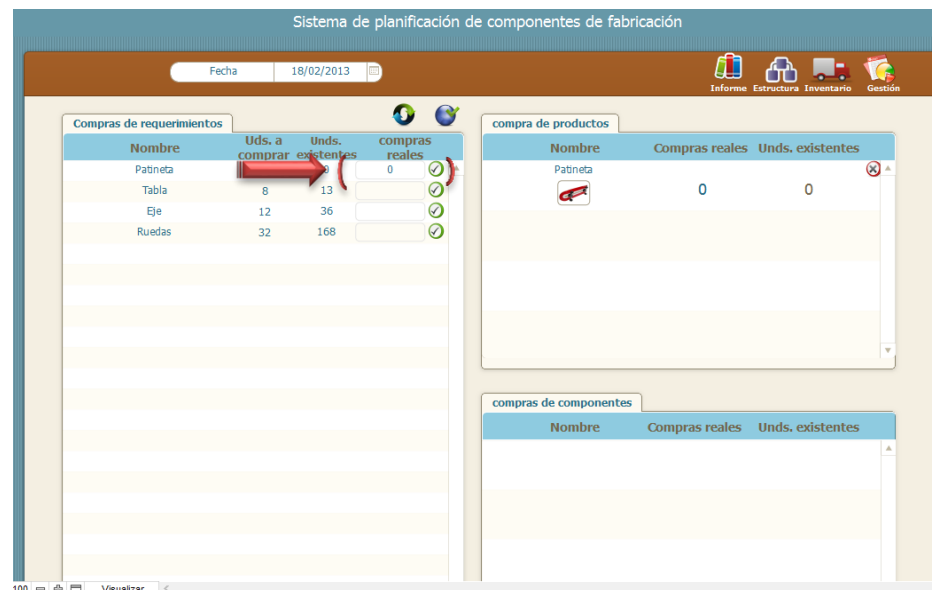 Sistema de planificación de componentes de fabricación
Fecha 18/02/2013
Informe Estructura Inventario Gestión
Compras de requerimientos
Nombre Uds. a comprar Unds. existentes compras reales
Patineta 0
Tabla 8 13
Eje 12 36
Ruedas 32 168
compra de productos
Nombre Compras reales Unds. existentes
Patineta
0 0
compras de componentes
Nombre Compras reales Unds. existentes
100 Visualizar